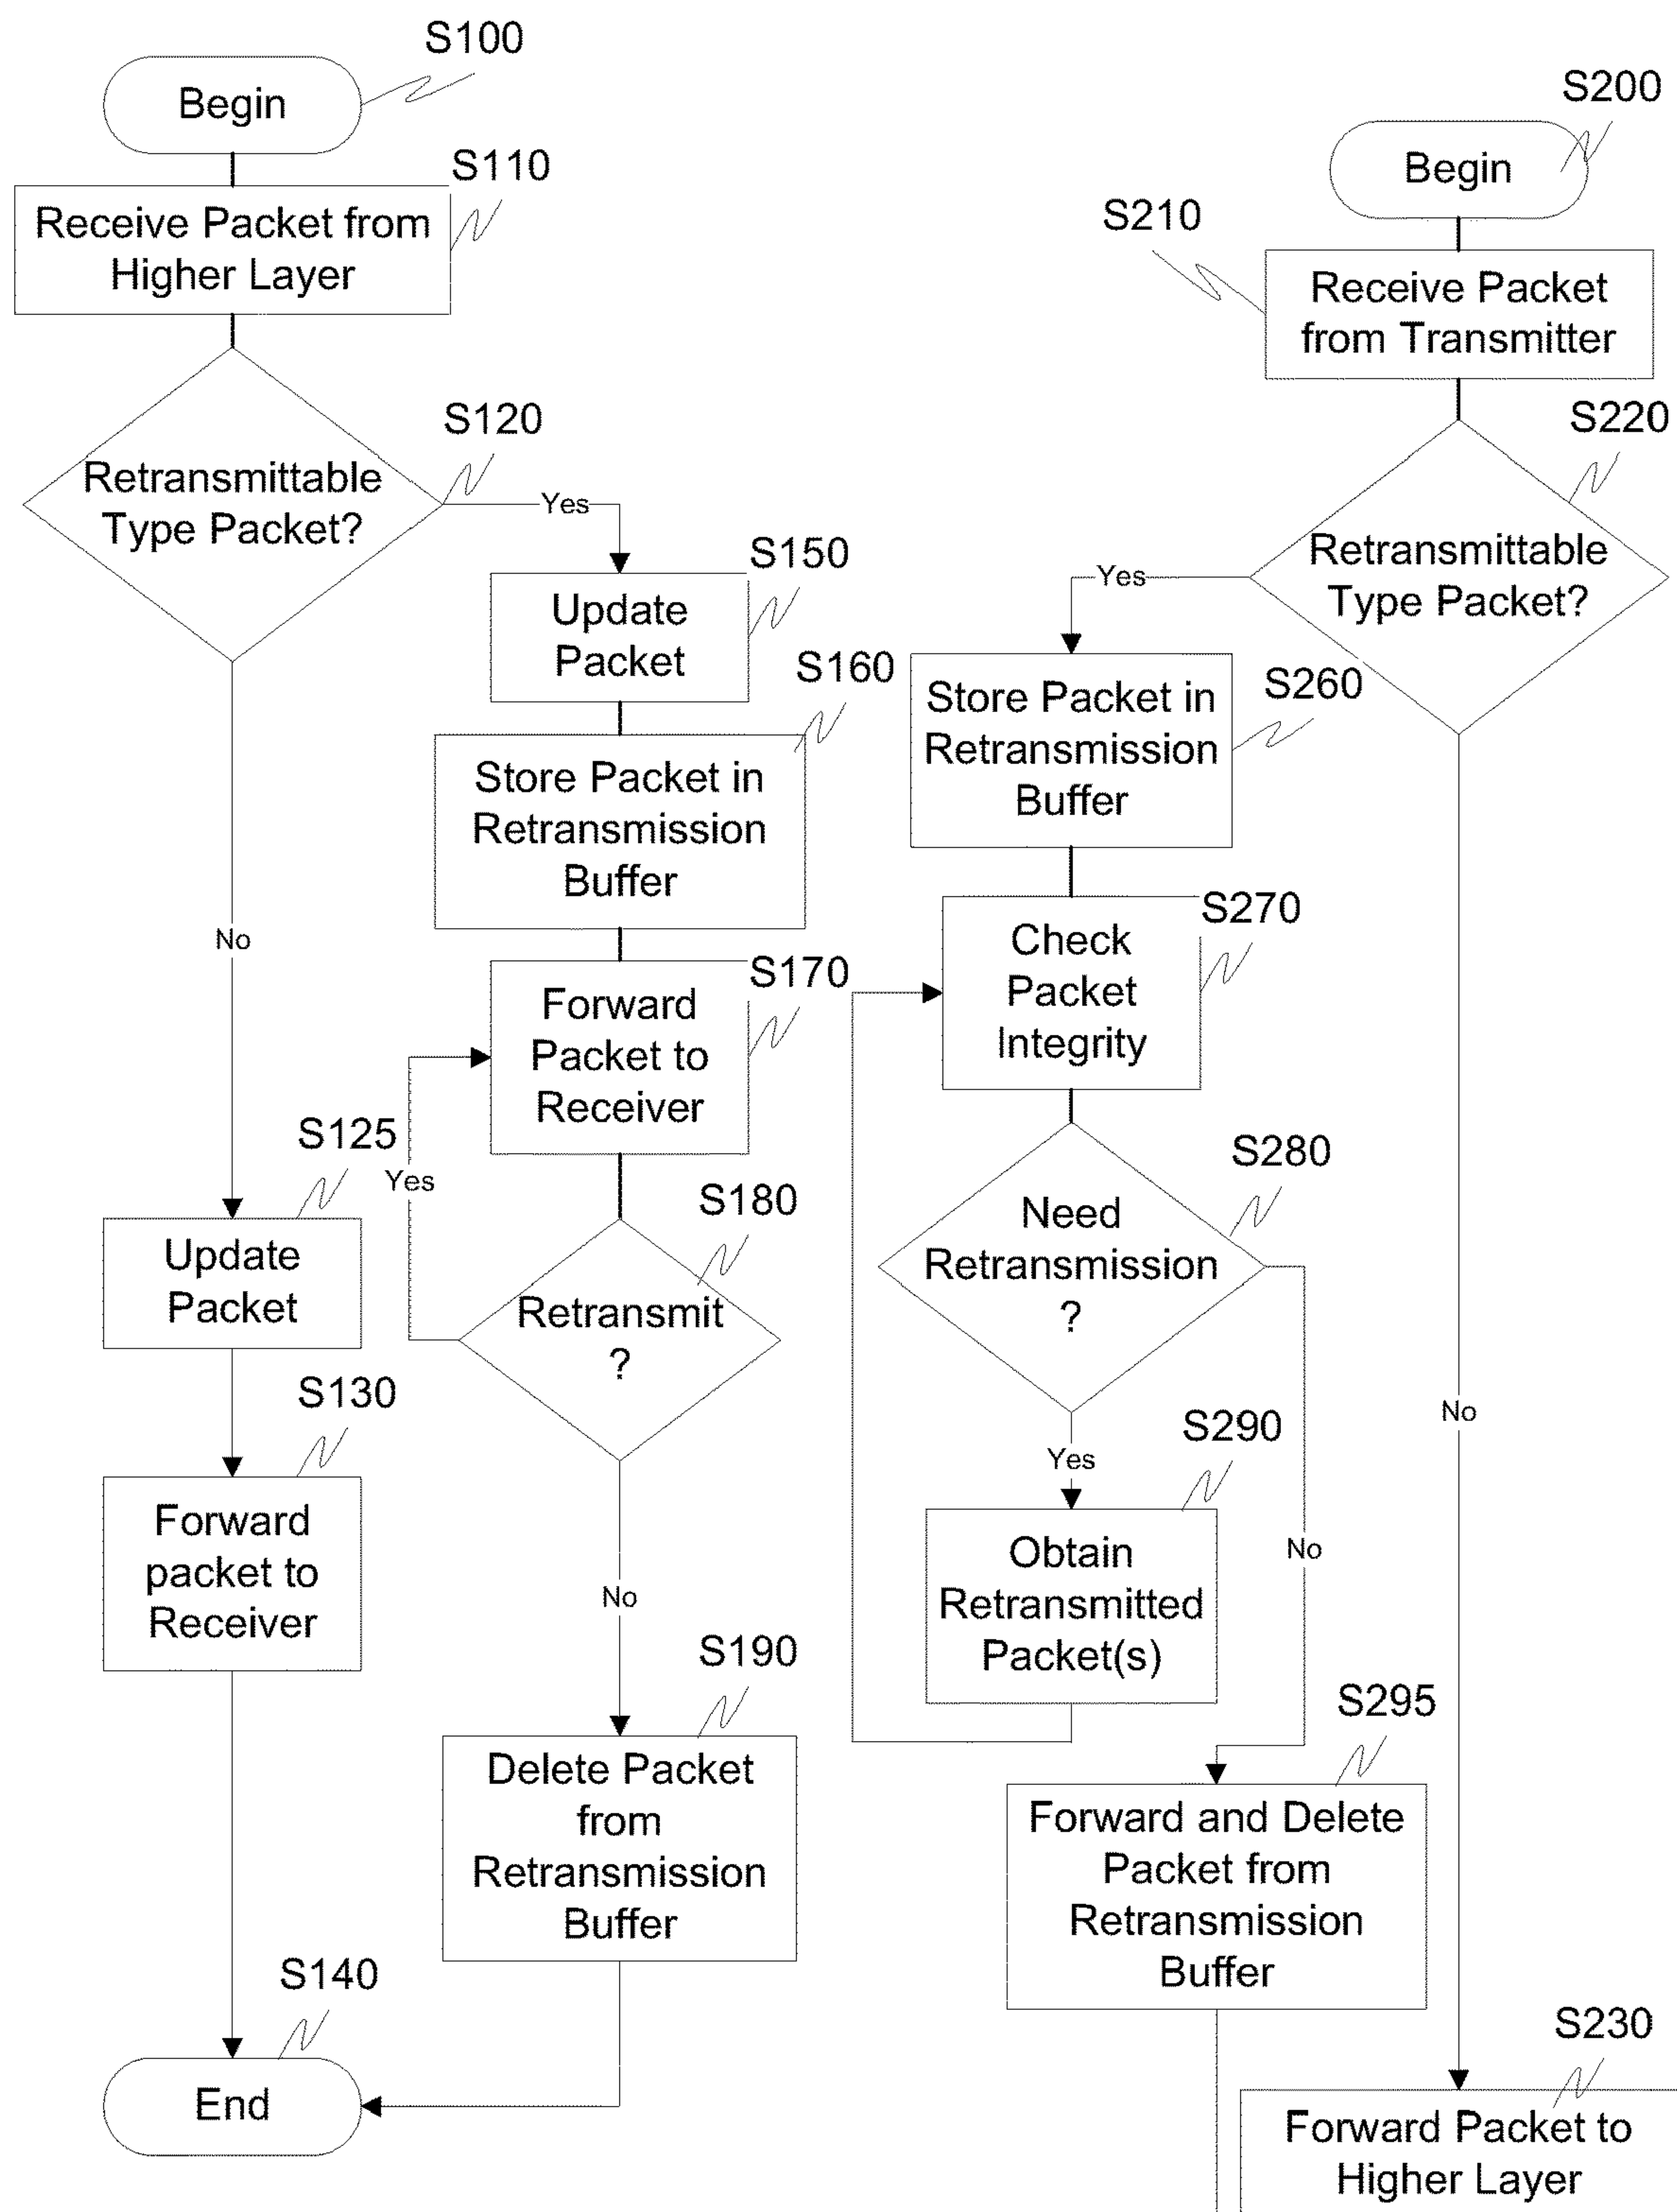 S100
Begin
S110
Receive Packet from
Higher Layer
S120
Retransmittable
Type Packet?
Yes
No
S150
Update
Packet
S160
Store Packet in
Retransmission
Buffer
S170
Forward
Packet to
Receiver
Yes
S180
Retransmit
?
No
S125
Update
Packet
S130
Forward
packet to
Receiver
S190
Delete Packet
from
Retransmission
Buffer
S140
End
S200
Begin
S210
Receive Packet
from Transmitter
S220
Retransmittable
Type Packet?
Yes
No
S260
Store Packet in
Retransmission
Buffer
S270
Check
Packet
Integrity
S280
Need
Retransmission
?
Yes
No
S290
Obtain
Retransmitted
Packet(s)
S295
Forward and Delete
Packet from
Retransmission
Buffer
S230
Forward Packet to
Higher Layer